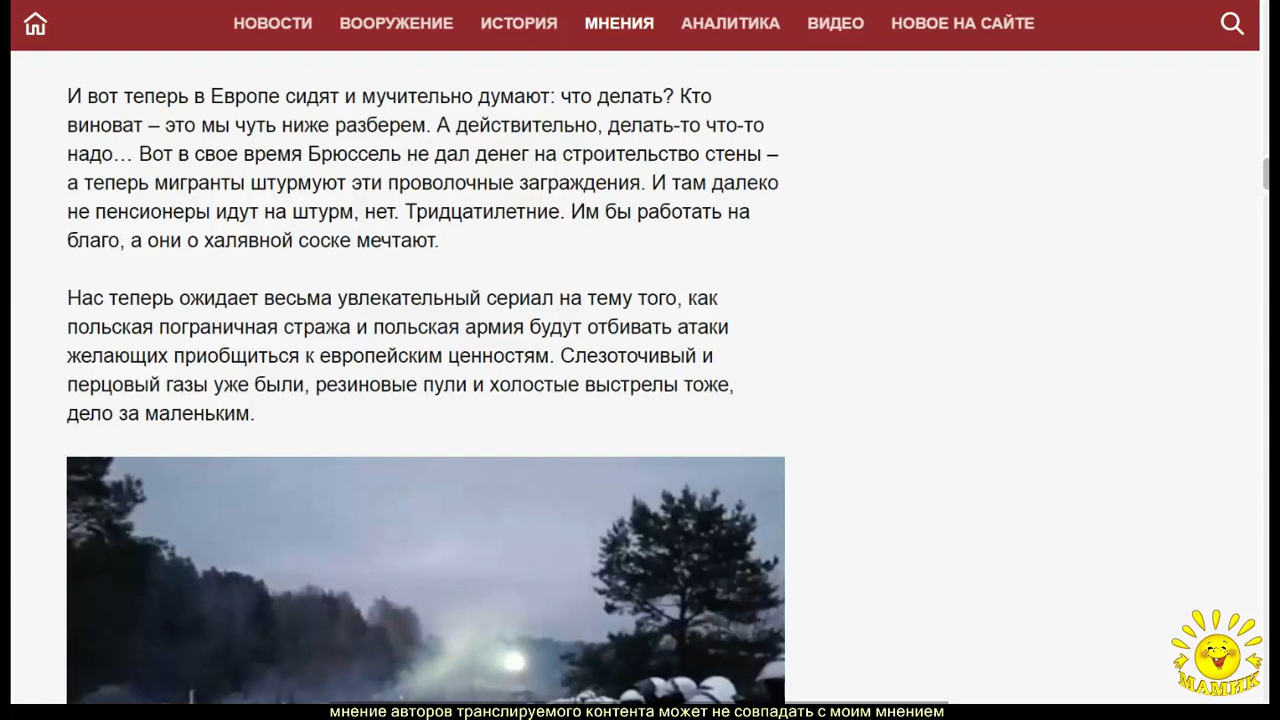 НОВОСТИ ВООРУЖЕНИЕ ИСТОРИЯ МНЕНИЯ АНАЛИТИКА ВИДЕО НОВОЕ НА САЙТЕ
И вот теперь в Европе сидят и мучительно думают: что делать? Кто
виноват – это мы чуть ниже разберем. А действительно, делать-то что-то
надо… Вот в свое время Брюссель не дал денег на строительство стены –
а теперь мигранты штурмуют эти проволочные заграждения. И там далеко
не пенсионеры идут на штурм, нет. Тридцатилетние. Им бы работать на
благо, а они о халявной соске мечтают.
Нас теперь ожидает весьма увлекательный сериал на тему того, как
польская пограничная стража и польская армия будут отбивать атаки
желающих приобщиться к европейским ценностям. Слезоточивый и
перцовый газы уже были, резиновые пули и холостые выстрелы тоже,
дело за маленьким.
МАМИК
мнение авторов транслируемого контента может не совпадать с моим мнением